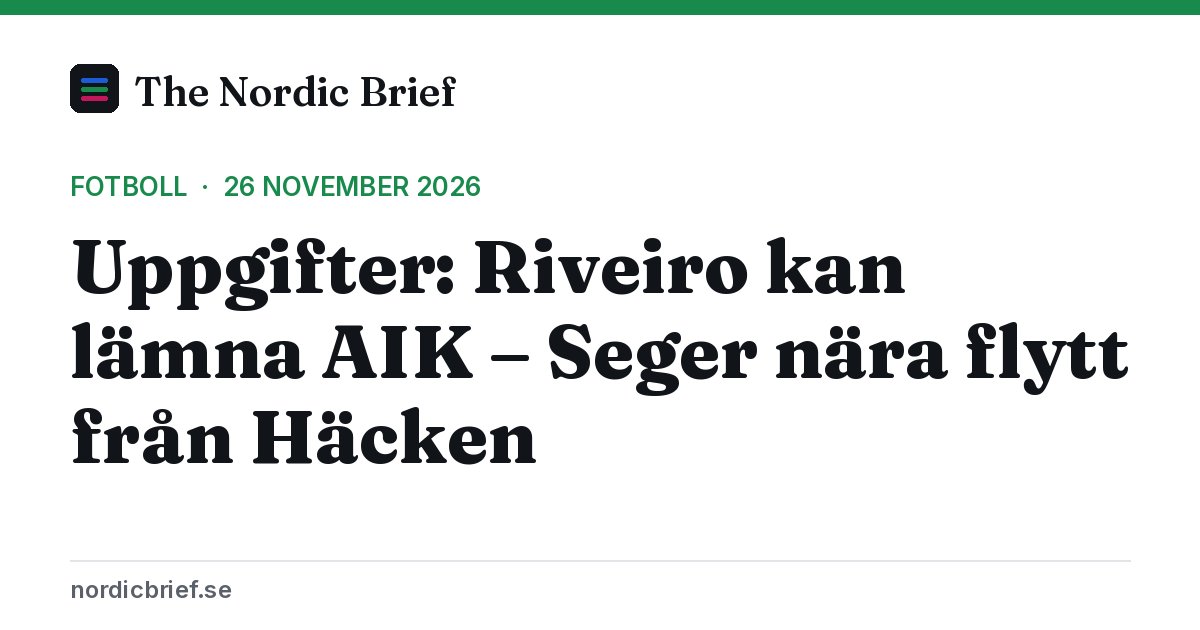 The Nordic Brief
FOTBOLL · 26 NOVEMBER 2026
Uppgifter: Riveiro kan
lämna AIK – Seger nära flytt
från Häcken
nordicbrief.se